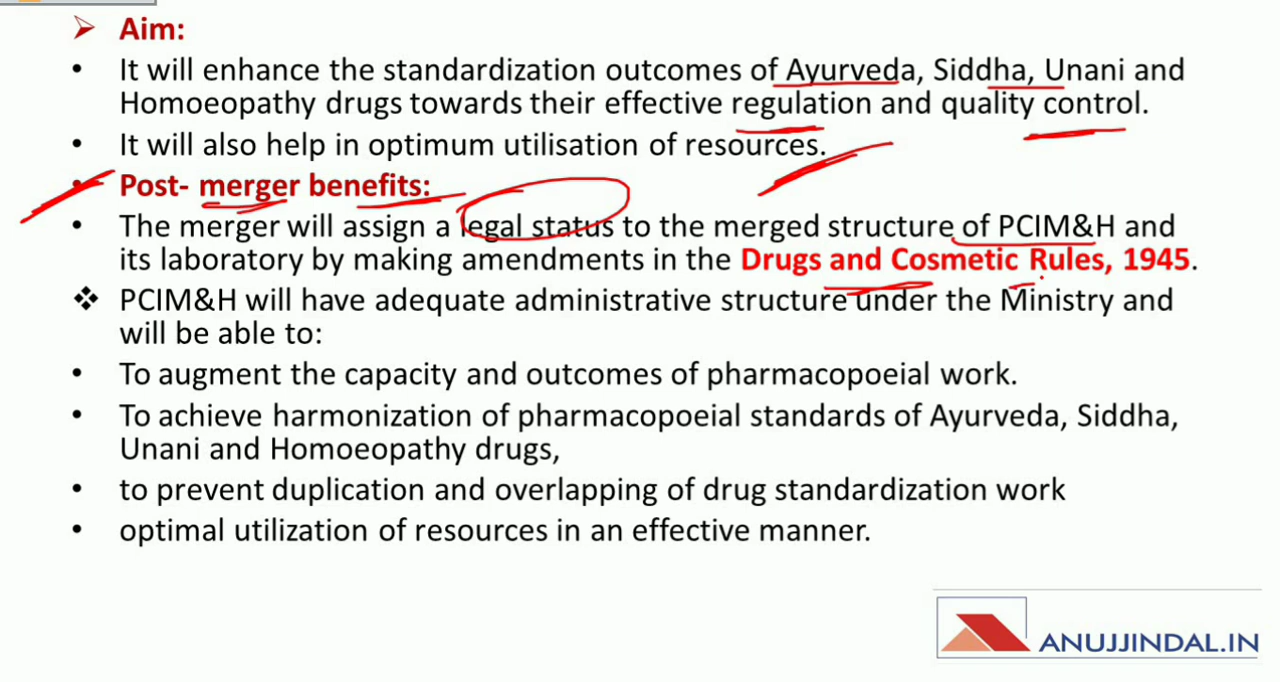 Aim:
• It will enhance the standardization outcomes of Ayurveda, Siddha, Unani and
Homoeopathy drugs towards their effective regulation and quality control.
• It will also help in optimum utilisation of resources.
• Post- merger benefits:
• The merger will assign a legal status to the merged structure of PCIM&H and
its laboratory by making amendments in the Drugs and Cosmetic Rules, 1945.
❖ PCIM&H will have adequate administrative structure under the Ministry and
will be able to:
• To augment the capacity and outcomes of pharmacopoeial work.
• To achieve harmonization of pharmacopoeial standards of Ayurveda, Siddha,
Unani and Homoeopathy drugs,
• to prevent duplication and overlapping of drug standardization work
• optimal utilization of resources in an effective manner.
ANUJJINDAL.IN